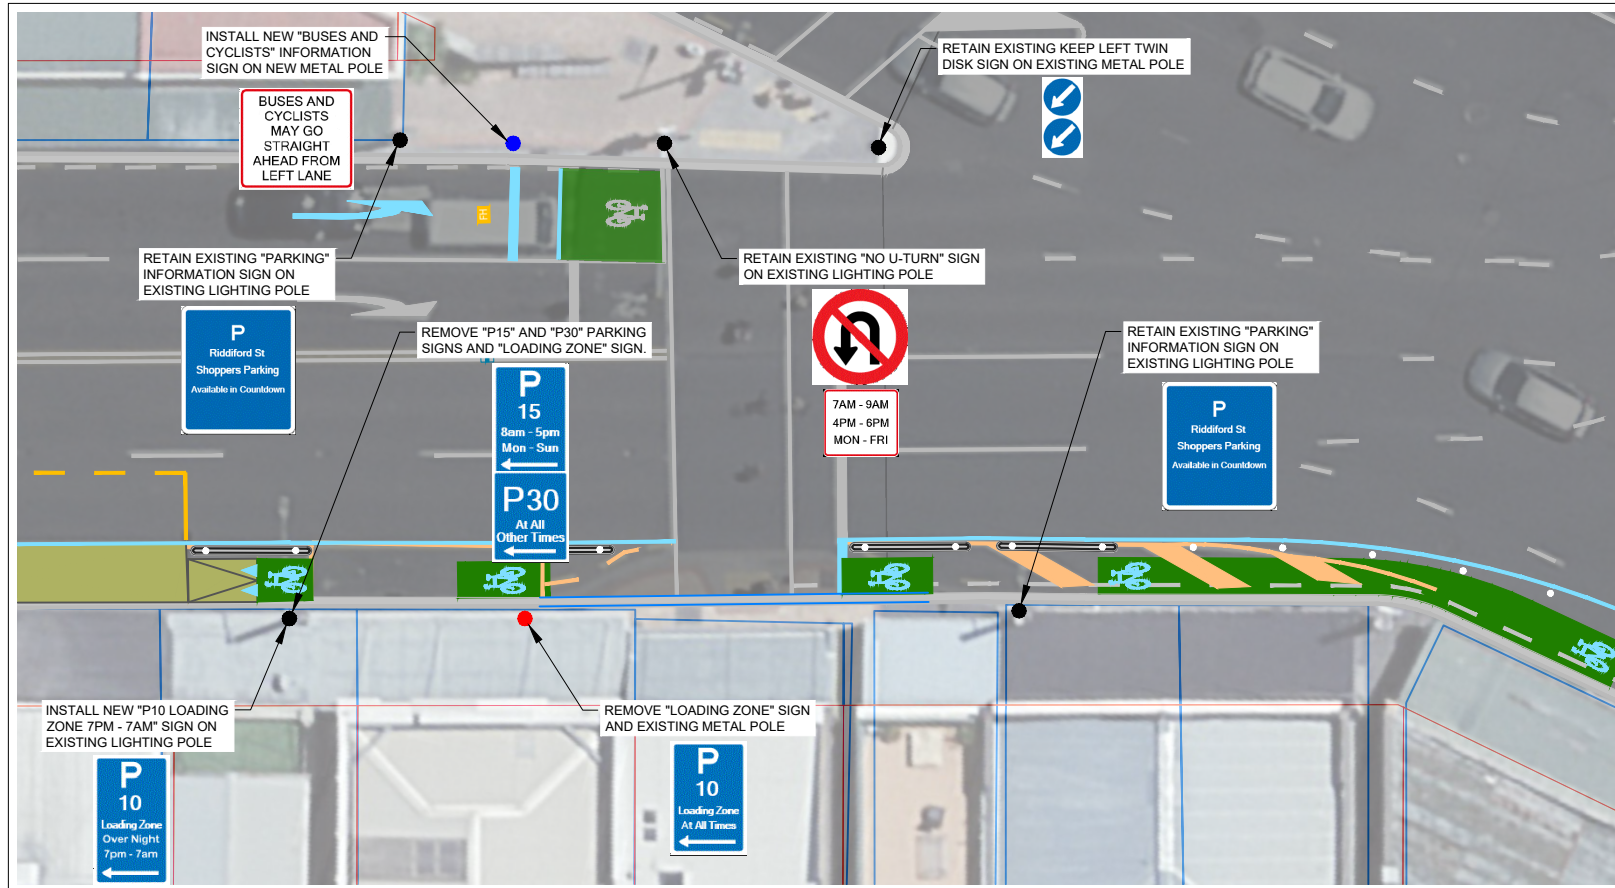 INSTALL NEW "BUSES AND
CYCLISTS" INFORMATION
SIGN ON NEW METAL POLE
BUSES AND
CYCLISTS
MAY GO
STRAIGHT
AHEAD FROM
LEFT LANE
RETAIN EXISTING KEEP LEFT TWIN
DISK SIGN ON EXISTING METAL POLE
FH
RETAIN EXISTING "PARKING"
INFORMATION SIGN ON
EXISTING LIGHTING POLE
P
Riddiford St
Shoppers Parking
Available in Countdown
RETAIN EXISTING "NO U-TURN" SIGN
ON EXISTING LIGHTING POLE
7AM - 9AM
4PM - 6PM
MON - FRI
REMOVE "P15" AND "P30" PARKING
SIGNS AND "LOADING ZONE" SIGN.
P
15
8am - 5pm
Mon - Sun
P30
At All
Other Times
RETAIN EXISTING "PARKING"
INFORMATION SIGN ON
EXISTING LIGHTING POLE
P
Riddiford St
Shoppers Parking
Available in Countdown
INSTALL NEW "P10 LOADING
ZONE 7PM - 7AM" SIGN ON
EXISTING LIGHTING POLE
P
10
Loading Zone
Over Night
7pm - 7am
REMOVE "LOADING ZONE" SIGN
AND EXISTING METAL POLE
P
10
Loading Zone
At All Times